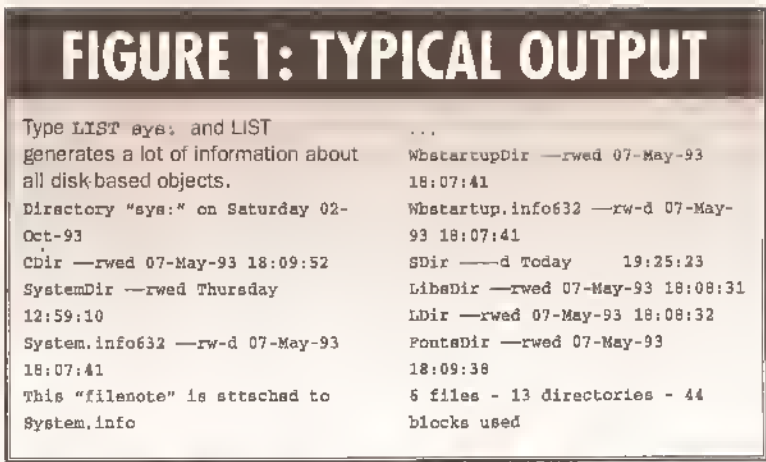 FIGURE 1: TYPICAL OUTPUT
Type LIST sys: and LIST
generates a lot of information about
all disk-based objects.
Directory "sys:" on Saturday 02-
Oct-93
CDir —rwed 07-May-93 18:09:52
SystemDir —rwed Thursday
12:59:10
System.info632 —rw-d 07-May-93
18:07:41
This "filenote" is attached to
System.info
...
WbstartupDir —rwed 07-May-93
18:07:41
Wbstartup.info632 —rw-d 07-May-
93 18:07:41
SDir ——d Today 19:25:23
LibsDir —rwed 07-May-93 18:08:31
LDir —rwed 07-May-93 18:08:32
FontsDir —rwed 07-May-93
18:09:38
6 files - 13 directories - 44
blocks used